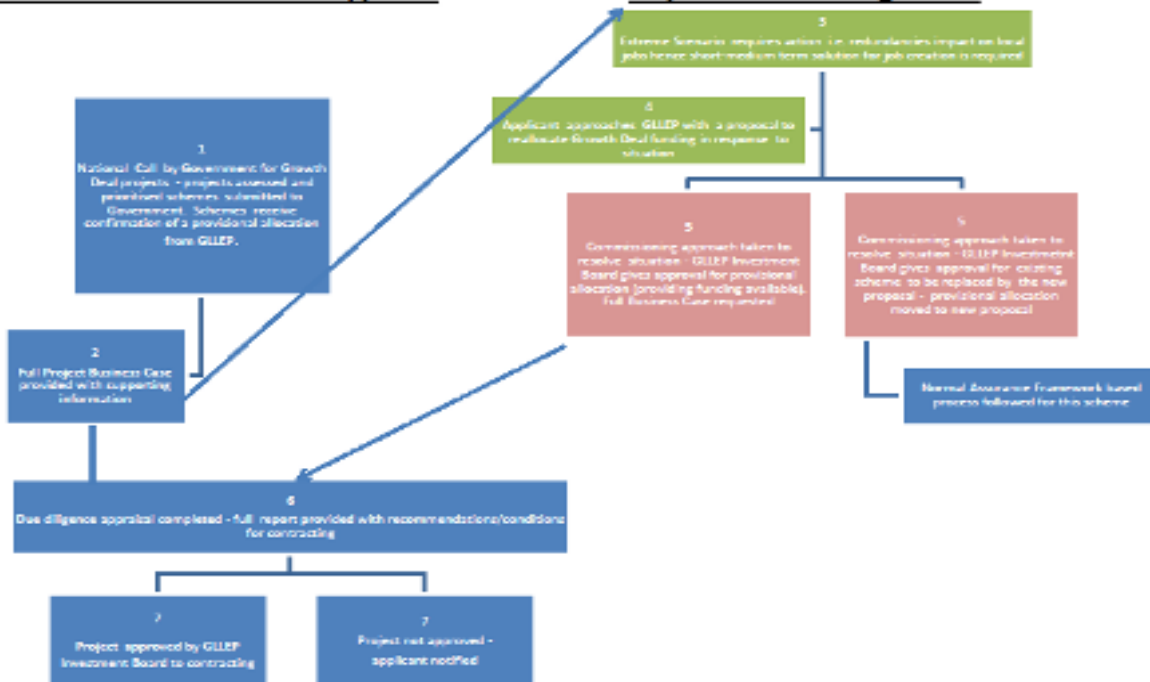 3
Extreme Scenario requires action i.e. redundancies impact on local
jobs hence short-medium term solution for job creation is required
4
Applicant approaches GLLEP with a proposal to
reallocate Growth Deal funding in response to
situation
1
National Call by Government for Growth
Deal projects - projects assessed and
prioritised schemes submitted to
Government. Schemes receive
confirmation of a provisional allocation
from GLLEP.
5
Commissioning approach taken to
resolve situation - GLLEP Investment
Board gives approval for provisional
allocation (providing funding available).
Full Business Case requested
5
Commissioning approach taken to
resolve situation - GLLEP Investmetnt
Board gives approval for existing
scheme to be replaced by the new
proposal - provisional allocation
moved to new proposal
2
Full Project Business Case
provided with supporting
information
Normal Assurance Framework based
process followed for this scheme
6
Due diligence appraisal completed - full report provided with recommendations/conditions
for contracting
7
Project approved by GLLEP
Investment Board to contracting
7
Project not approved -
applicant notified